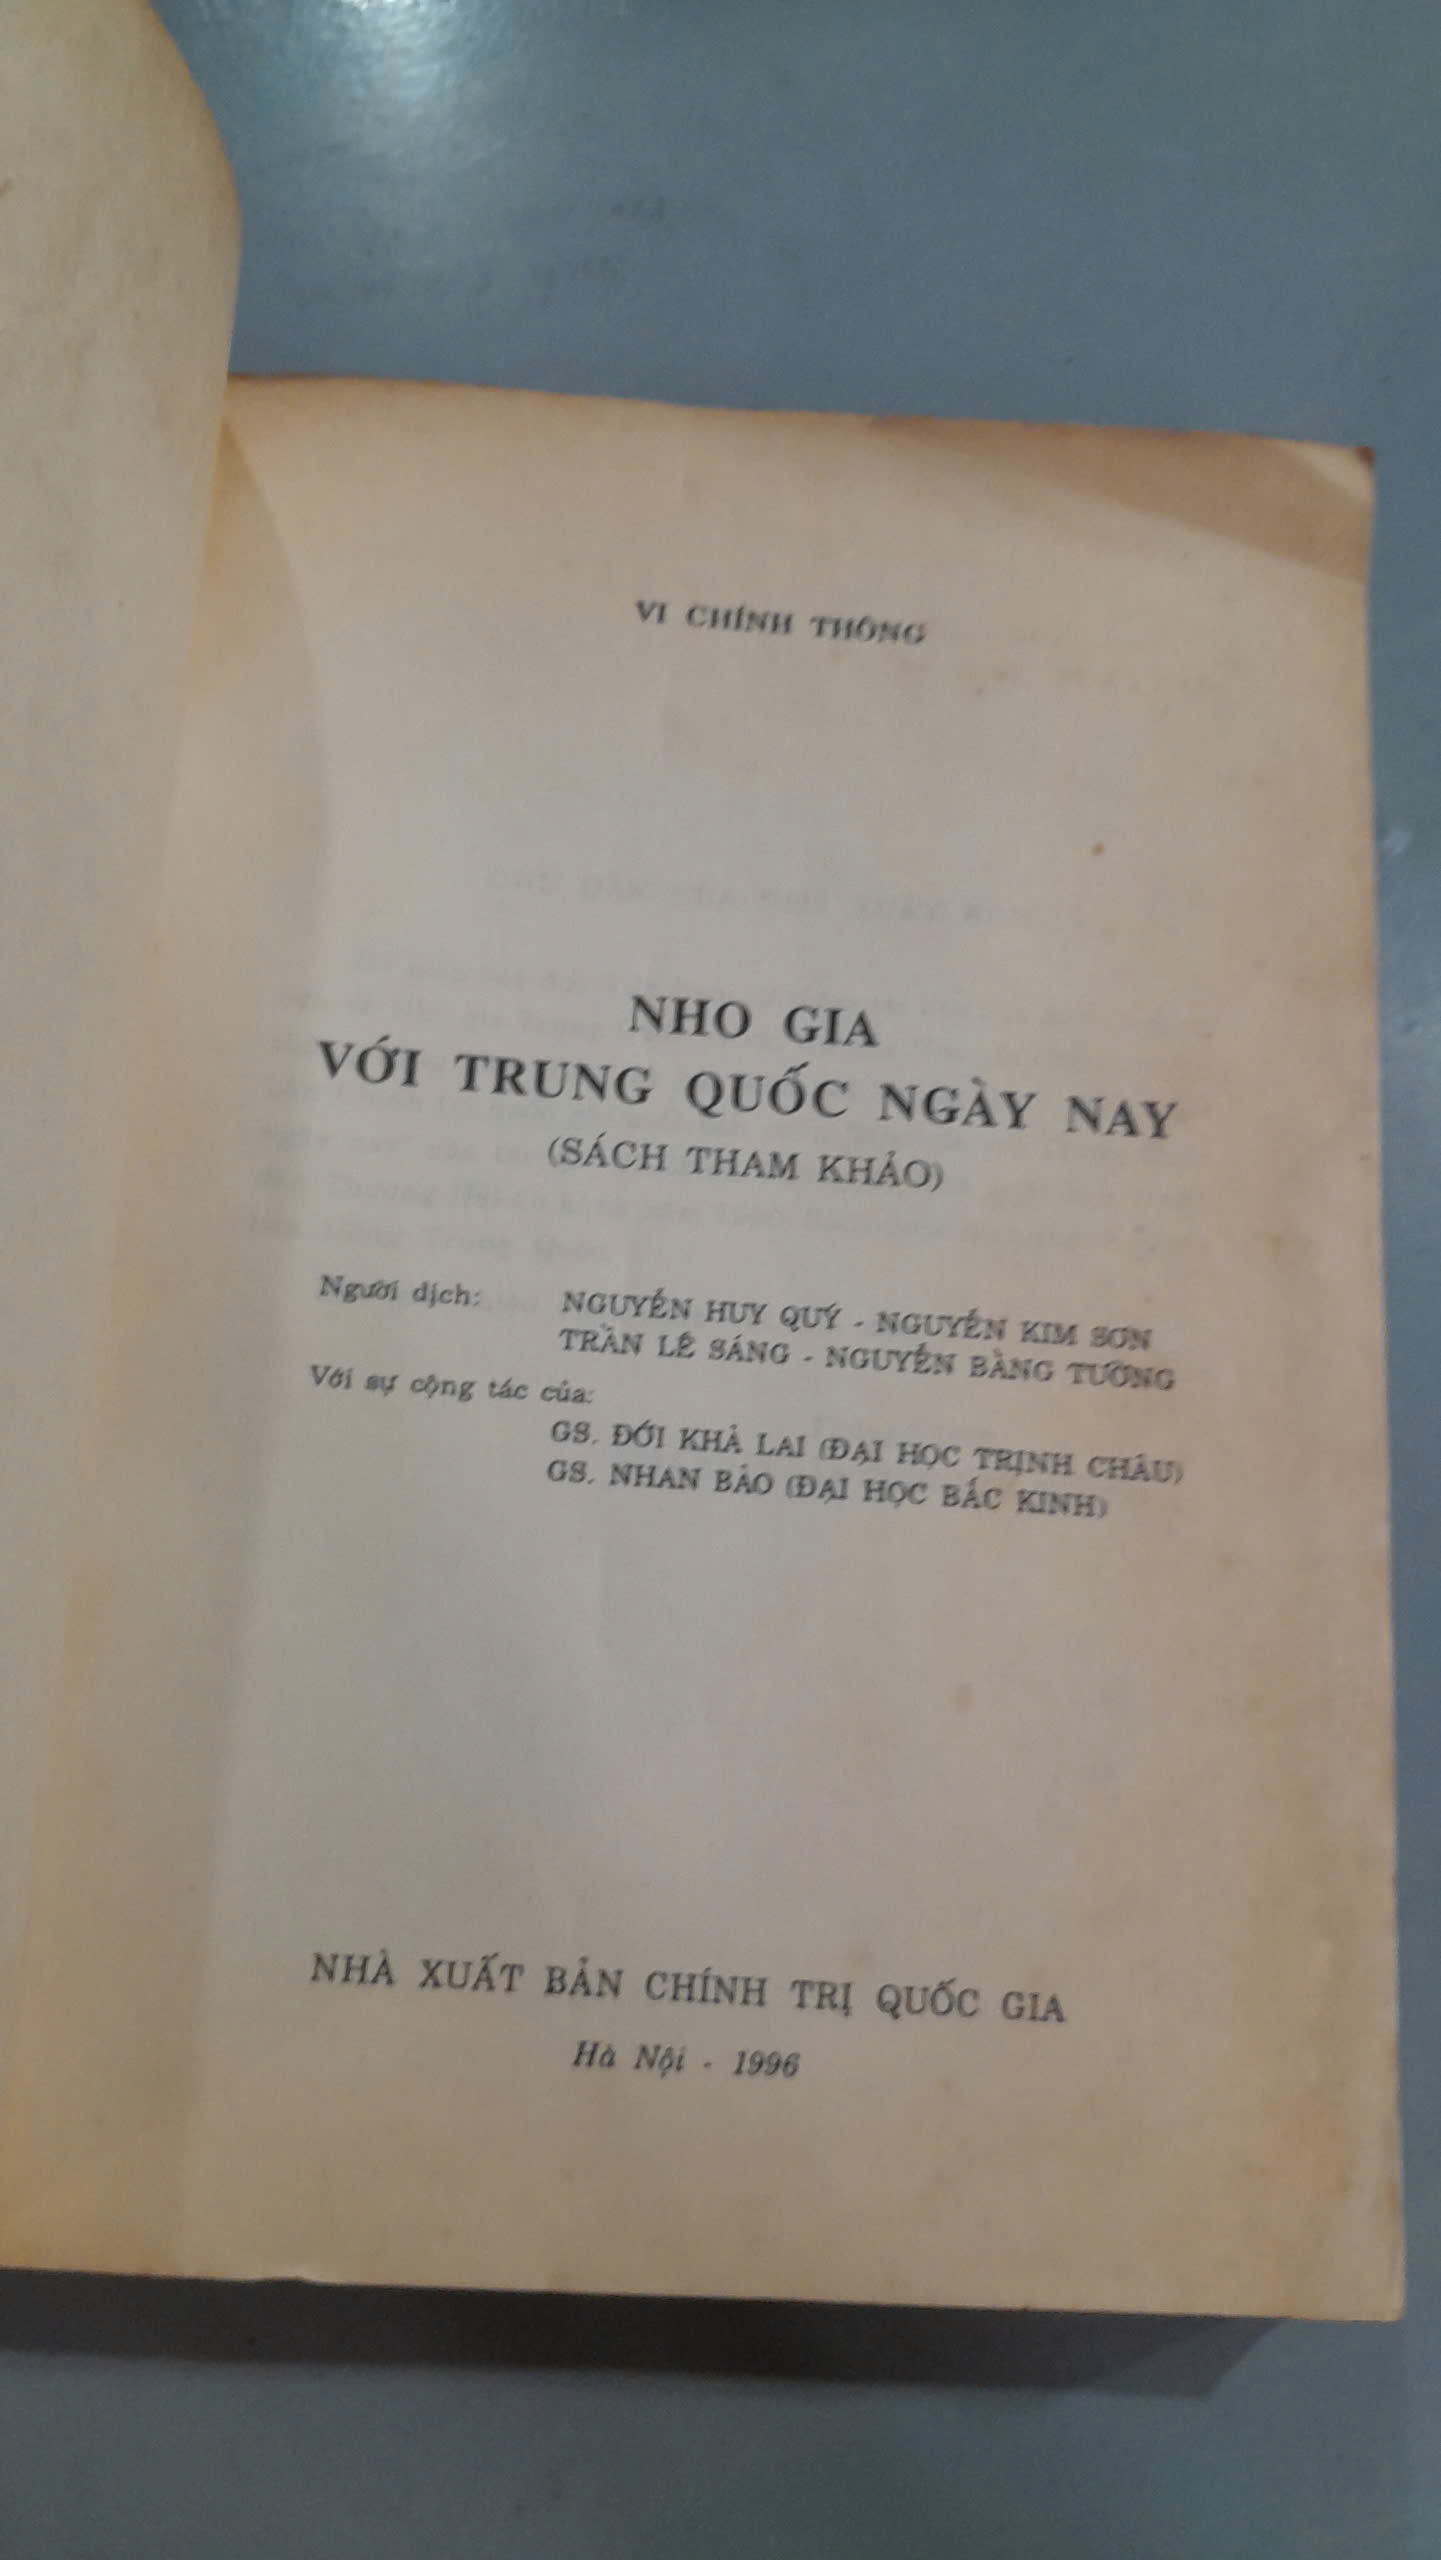 VI CHÍNH THÔNG
NHO GIA
VỚI TRUNG QUỐC NGÀY NAY
(SÁCH THAM KHẢO)
Người dịch: NGUYỄN HUY QUÝ - NGUYỄN KIM SƠN
TRẦN LÊ SÁNG - NGUYỄN BẰNG TƯỜNG
Với sự cộng tác của:
GS. ĐỚI KHẢ LAI (ĐẠI HỌC TRỊNH CHÂU)
GS. NHAN BẢO (ĐẠI HỌC BẮC KINH)
NHÀ XUẤT BẢN CHÍNH TRỊ QUỐC GIA
Hà Nội - 1996